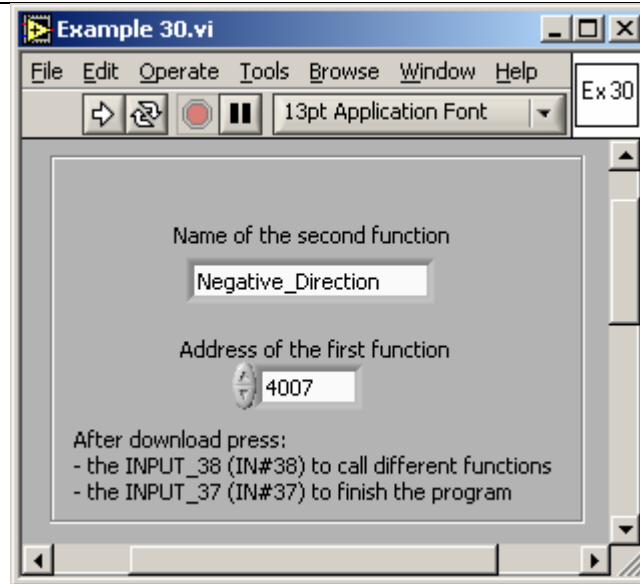 Example 30.vi
File Edit Operate Tools Browse Window Help
Ex 30
13pt Application Font
Name of the second function
Negative_Direction
Address of the first function
4007
After download press:
- the INPUT_38 (IN#38) to call different functions
- the INPUT_37 (IN#37) to finish the program